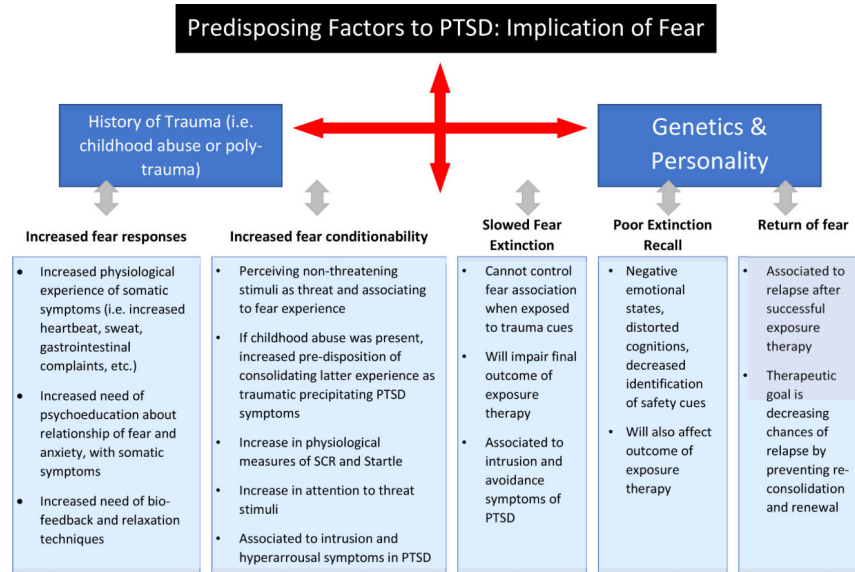 Predisposing Factors to PTSD: Implication of Fear
History of Trauma (i.e.
childhood abuse or poly-
trauma)
Genetics &
Personality
Increased fear responses
• Increased physiological
experience of somatic
symptoms (i.e. increased
heartbeat, sweat,
gastrointestinal
complaints, etc.)
• Increased need of
psychoeducation about
relationship of fear and
anxiety, with somatic
symptoms
• Increased need of bio-
feedback and relaxation
techniques
Increased fear conditionability
• Perceiving non-threatening
stimuli as threat and associating
to fear experience
• If childhood abuse was present,
increased pre-disposition of
consolidating latter experience as
traumatic precipitating PTSD
symptoms
• Increase in physiological
measures of SCR and Startle
• Increase in attention to threat
stimuli
• Associated to intrusion and
hyperarrousal symptoms in PTSD
Slowed Fear
Extinction
• Cannot control
fear association
when exposed to
trauma cues
• Will impair final
outcome of
exposure
therapy
• Associated to
intrusion and
avoidance
symptoms of
PTSD
Poor Extinction
Recall
• Negative
emotional
states,
distorted
cognitions,
decreased
identification
of safety cues
• Will also affect
outcome of
exposure
therapy
Return of fear
• Associated to
relapse after
successful
exposure
therapy
• Therapeutic
goal is
decreasing
chances of
relapse by
preventing re-
consolidation
and renewal